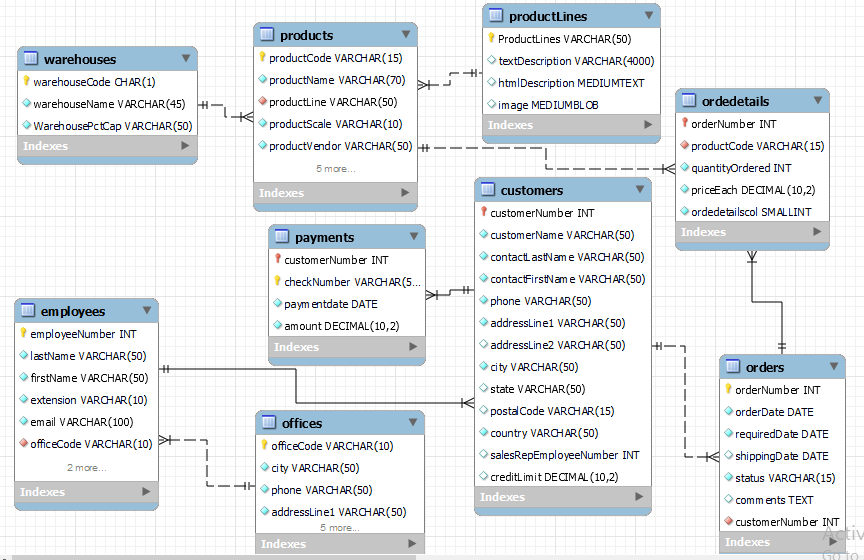 warehouses
warehouseCode CHAR(1)
warehouseName VARCHAR(45)
WarehousePctCap VARCHAR(50)
Indexes
products
productCode VARCHAR(15)
productName VARCHAR(70)
productLine VARCHAR(50)
productScale VARCHAR(10)
productVendor VARCHAR(50)
5 more...
Indexes
productLines
ProductLines VARCHAR(50)
textDescription VARCHAR(4000)
htmlDescription MEDIUMTEXT
image MEDIUMBLOB
Indexes
ordedetails
orderNumber INT
productCode VARCHAR(15)
quantityOrdered INT
priceEach DECIMAL(10,2)
ordedetailscol SMALLINT
Indexes
customers
customerNumber INT
customerName VARCHAR(50)
contactLastName VARCHAR(50)
contactFirstName VARCHAR(50)
phone VARCHAR(50)
addressLine1 VARCHAR(50)
addressLine2 VARCHAR(50)
city VARCHAR(50)
state VARCHAR(50)
postalCode VARCHAR(15)
country VARCHAR(50)
salesRepEmployeeNumber INT
creditLimit DECIMAL(10,2)
Indexes
payments
customerNumber INT
checkNumber VARCHAR(5...
paymentdate DATE
amount DECIMAL(10,2)
Indexes
employees
employeeNumber INT
lastName VARCHAR(50)
firstName VARCHAR(50)
extension VARCHAR(10)
email VARCHAR(100)
officeCode VARCHAR(10)
2 more...
Indexes
offices
officeCode VARCHAR(10)
city VARCHAR(50)
phone VARCHAR(50)
addressLine1 VARCHAR(50)
5 more...
Indexes
orders
orderNumber INT
orderDate DATE
requiredDate DATE
shippingDate DATE
status VARCHAR(15)
comments TEXT
customerNumber INT
Indexes
Activ
Go to